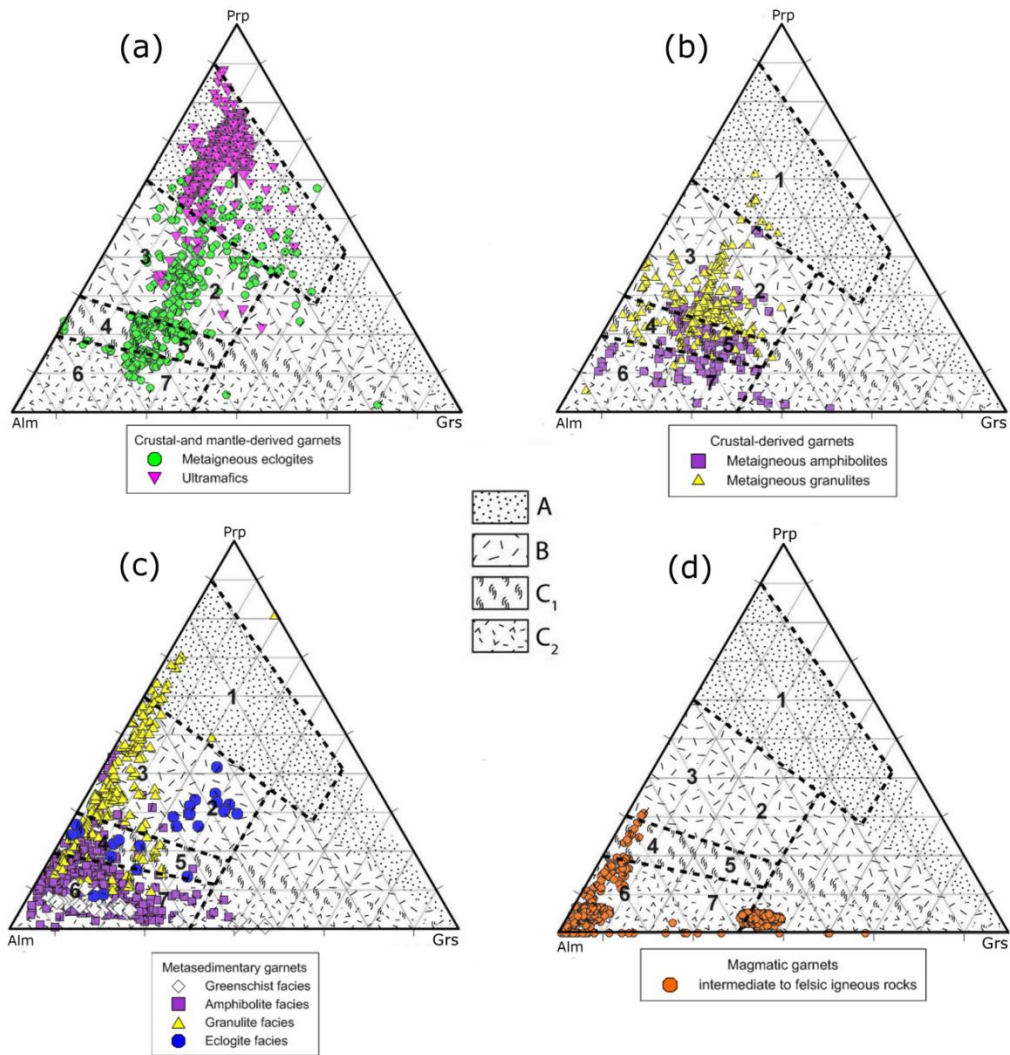 Prp
(a)
1
3
2
4
5
6
7
Alm
Grs
Crustal-and mantle-derived garnets
Metaigneous eclogites
Ultramafics
Prp
(b)
1
3
2
4
5
6
7
Alm
Grs
Crustal-derived garnets
Metaigneous amphibolites
Metaigneous granulites
A
B
C1
C2
Prp
(c)
1
3
2
4
5
6
7
Alm
Grs
Metasedimentary garnets
Greenschist facies
Amphibolite facies
Granulite facies
Eclogite facies
Prp
(d)
1
3
2
4
5
6
7
Alm
Grs
Magmatic garnets
intermediate to felsic igneous rocks